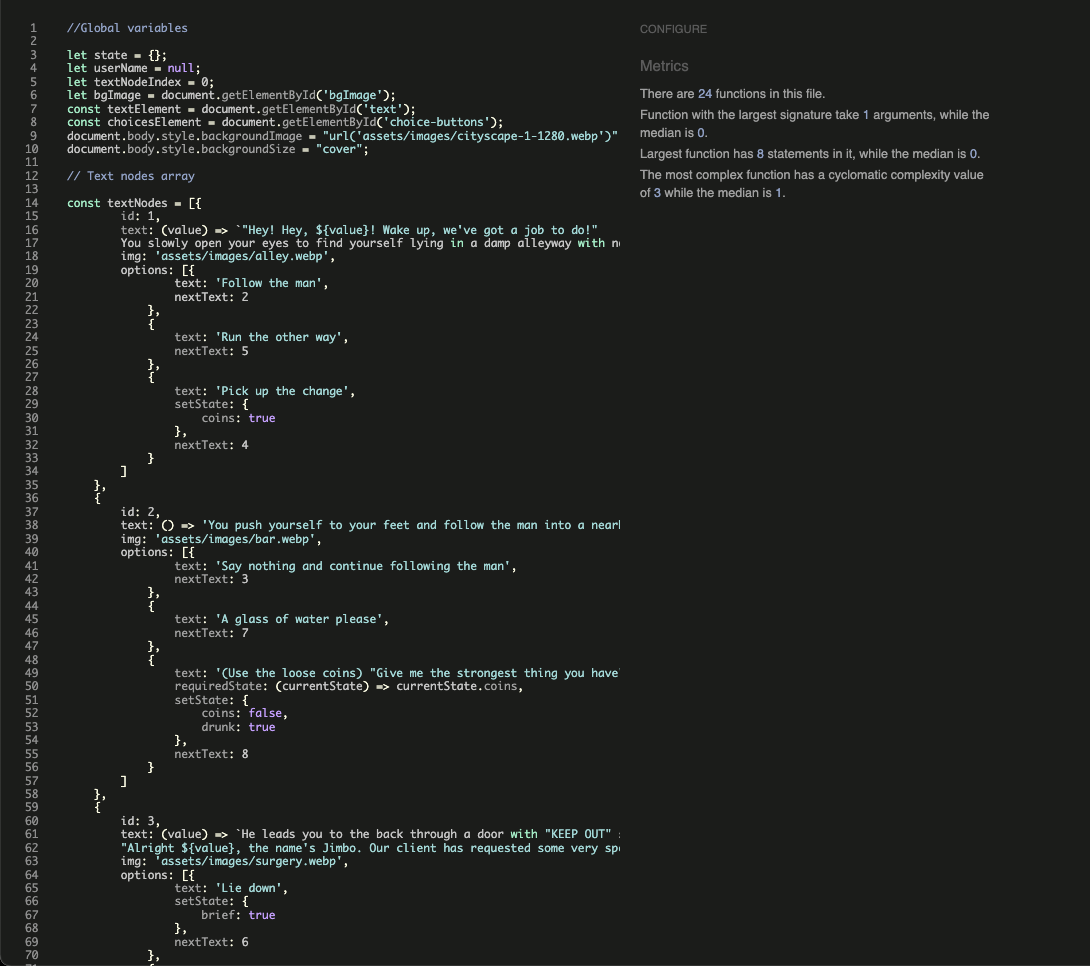 1 //Global variables
2
3 let state = {};
4 let userName = null;
5 let textNodeIndex = 0;
6 let bgImage = document.getElementById('bgImage');
7 const textElement = document.getElementById('text');
8 const choicesElement = document.getElementById('choice-buttons');
9 document.body.style.backgroundImage = "url('assets/images/cityscape-1-1280.webp')"
10 document.body.style.backgroundSize = "cover";
11
12 // Text nodes array
13
14 const textNodes = [{
15 id: 1,
16 text: (value) => `"Hey! Hey, ${value}! Wake up, we've got a job to do!"
17 You slowly open your eyes to find yourself lying in a damp alleyway with
18 img: 'assets/images/alley.webp',
19 options: [{
20 text: 'Follow the man',
21 nextText: 2
22 },
23 {
24 text: 'Run the other way',
25 nextText: 5
26 },
27 {
28 text: 'Pick up the change',
29 setState: {
30 coins: true
31 },
32 nextText: 4
33 }
34 ]
35 },
36 {
37 id: 2,
38 text: () => 'You push yourself to your feet and follow the man into a
39 img: 'assets/images/bar.webp',
40 options: [{
41 text: 'Say nothing and continue following the man',
42 nextText: 3
43 },
44 {
45 text: 'A glass of water please',
46 nextText: 7
47 },
48 {
49 text: '(Use the loose coins) "Give me the strongest thing you have
50 requiredState: (currentState) => currentState.coins,
51 setState: {
52 coins: false,
53 drunk: true
54 },
55 nextText: 8
56 }
57 ]
58 },
59 {
60 id: 3,
61 text: (value) => `He leads you to the back through a door with "KEEP OUT"
62 "Alright ${value}, the name's Jimbo. Our client has requested some very
63 img: 'assets/images/surgery.webp',
64 options: [{
65 text: 'Lie down',
66 setState: {
67 brief: true
68 },
69 nextText: 6
70 },
CONFIGURE
Metrics
There are 24 functions in this file.
Function with the largest signature take 1 arguments, while the
median is 0.
Largest function has 8 statements in it, while the median is 0.
The most complex function has a cyclomatic complexity value
of 3 while the median is 1.